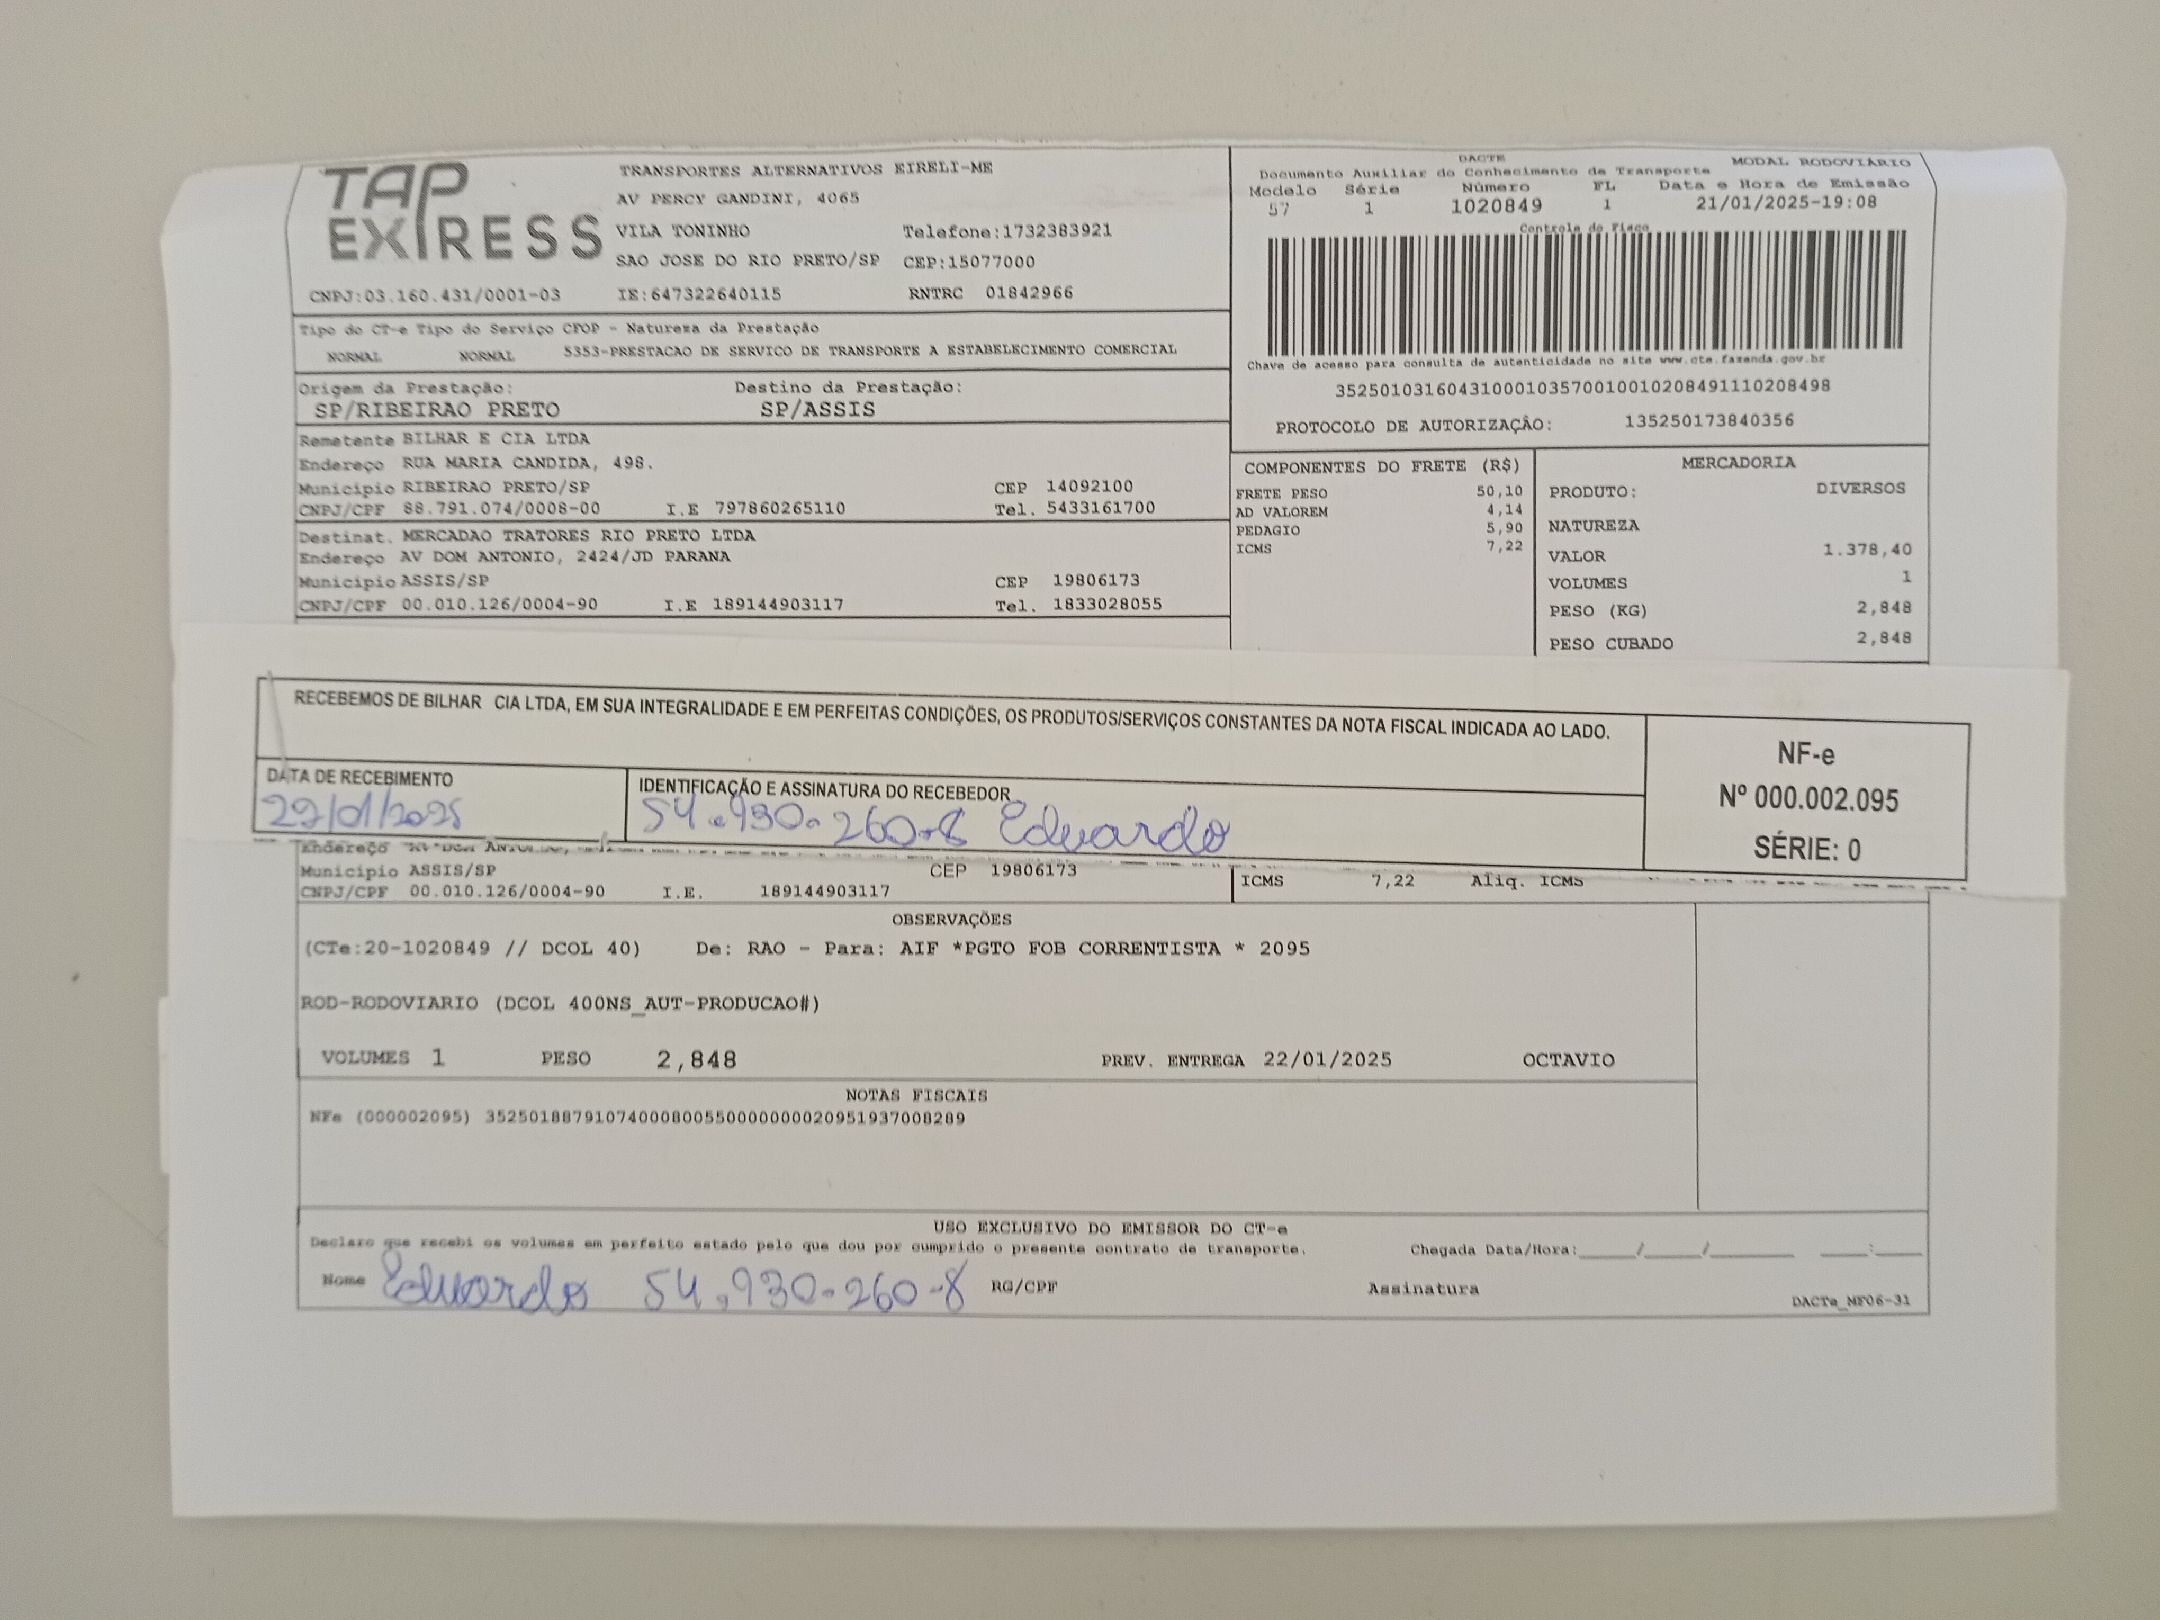 TAP EXPRESS
TRANSPORTES ALTERNATIVOS EIRELI-ME
AV PERCY GANDINI, 4065
VILA TONINHO Telefone:1732383921
SAO JOSE DO RIO PRETO/SP CEP:15077000
CNPJ:03.160.431/0001-03 IE:647322640115 RNTRC 01842966
DACTE MODAL RODOVIÁRIO
Documento Auxiliar do Conhecimento de Transporte
Modelo Série Número FL Data e Hora de Emissão
57 1 1020849 1 21/01/2025-19:08
Controle do Fisco
Chave de acesso para consulta de autenticidade no site www.cte.fazenda.gov.br
35250103160431000103570010010208491110208498
PROTOCOLO DE AUTORIZAÇÃO: 135250173840356
Tipo do CT-e Tipo do Serviço CFOP - Natureza da Prestação
NORMAL NORMAL 5353-PRESTACAO DE SERVICO DE TRANSPORTE A ESTABELECIMENTO COMERCIAL
Origem da Prestação: Destino da Prestação:
SP/RIBEIRAO PRETO SP/ASSIS
Remetente BILHAR E CIA LTDA
Endereço RUA MARIA CANDIDA, 498.
Municipio RIBEIRAO PRETO/SP CEP 14092100
CNPJ/CPF 88.791.074/0008-00 I.E 797860265110 Tel. 5433161700
Destinat. MERCADAO TRATORES RIO PRETO LTDA
Endereço AV DOM ANTONIO, 2424/JD PARANA
Municipio ASSIS/SP CEP 19806173
CNPJ/CPF 00.010.126/0004-90 I.E 189144903117 Tel. 1833028055
COMPONENTES DO FRETE (R$)
FRETE PESO 50,10
AD VALOREM 4,14
PEDAGIO 5,90
ICMS 7,22
MERCADORIA
PRODUTO: DIVERSOS
NATUREZA
VALOR 1.378,40
VOLUMES 1
PESO (KG) 2,848
PESO CUBADO 2,848
RECEBEMOS DE BILHAR CIA LTDA, EM SUA INTEGRALIDADE E EM PERFEITAS CONDIÇÕES, OS PRODUTOS/SERVIÇOS CONSTANTES DA NOTA FISCAL INDICADA AO LADO.
DATA DE RECEBIMENTO
22/01/2025
IDENTIFICAÇÃO E ASSINATURA DO RECEBEDOR
54.930.260-8 Eduardo
NF-e
Nº 000.002.095
SÉRIE: 0
Endereço
Municipio ASSIS/SP CEP 19806173
CNPJ/CPF 00.010.126/0004-90 I.E. 189144903117
ICMS 7,22 Aliq. ICMS
OBSERVAÇÕES
(CTe:20-1020849 // DCOL 40) De: RAO - Para: AIF *PGTO FOB CORRENTISTA * 2095
ROD-RODOVIARIO (DCOL 400NS_AUT-PRODUCAO#)
VOLUMES 1 PESO 2,848 PREV. ENTREGA 22/01/2025 OCTAVIO
NOTAS FISCAIS
NFe (000002095) 35250188791074000800550000000020951937008289
USO EXCLUSIVO DO EMISSOR DO CT-e
Declaro que recebi os volumes em perfeito estado pelo que dou por cumprido o presente contrato de transporte. Chegada Data/Hora:_____/_____/________ ____:____
Nome Eduardo 54.930.260-8 RG/CPF Assinatura
DACTe_MF06-31